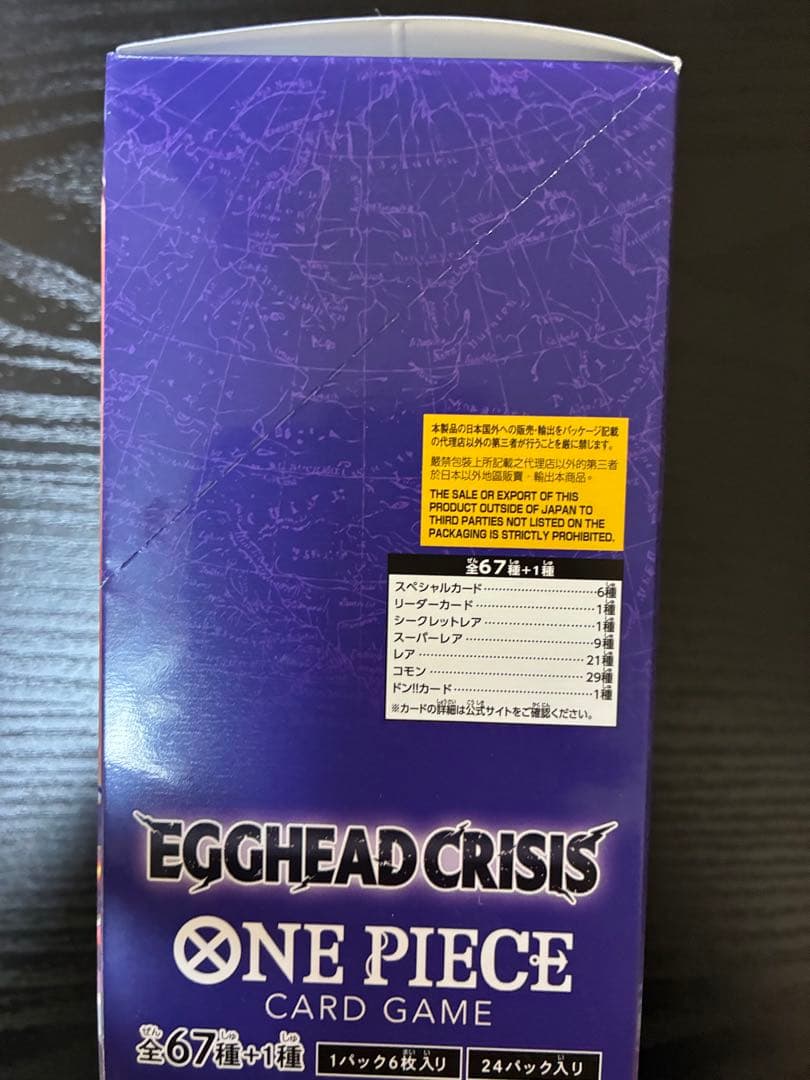 本製品の日本国外への販売・輸出をパッケージ記載
の代理店以外の第三者が行うことを厳に禁じます。
嚴禁包裝上所記載之代理店以外的第三者
於日本以外地區販賣・輸出本商品。
THE SALE OR EXPORT OF THIS
PRODUCT OUTSIDE OF JAPAN TO
THIRD PARTIES NOT LISTED ON THE
PACKAGING IS STRICTLY PROHIBITED.
全67種+1種
スペシャルカード 6種
リーダーカード 1種
シークレットレア 1種
スーパーレア 9種
レア 21種
コモン 29種
ドン!!カード 1種
※カードの詳細は公式サイトをご確認ください。
EGGHEAD CRISIS
ONE PIECE
CARD GAME
全67種+1種 1パック6枚入り 24パック入り